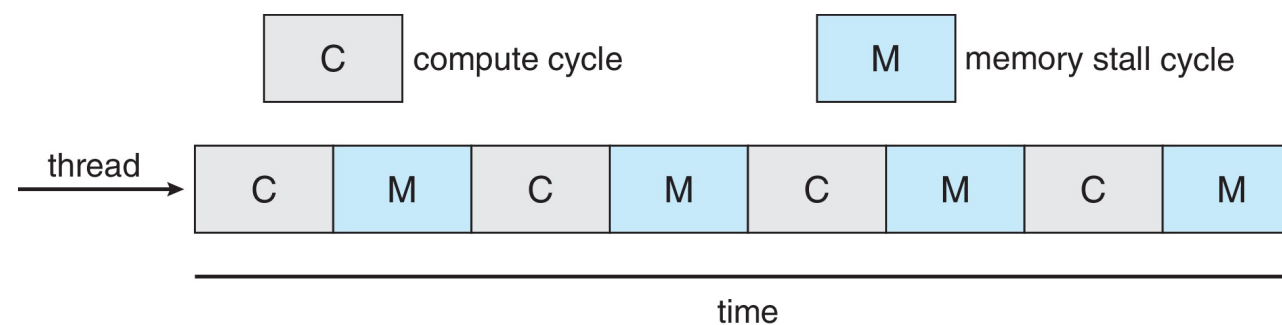 C compute cycle M memory stall cycle
thread
C M C M C M C M
time